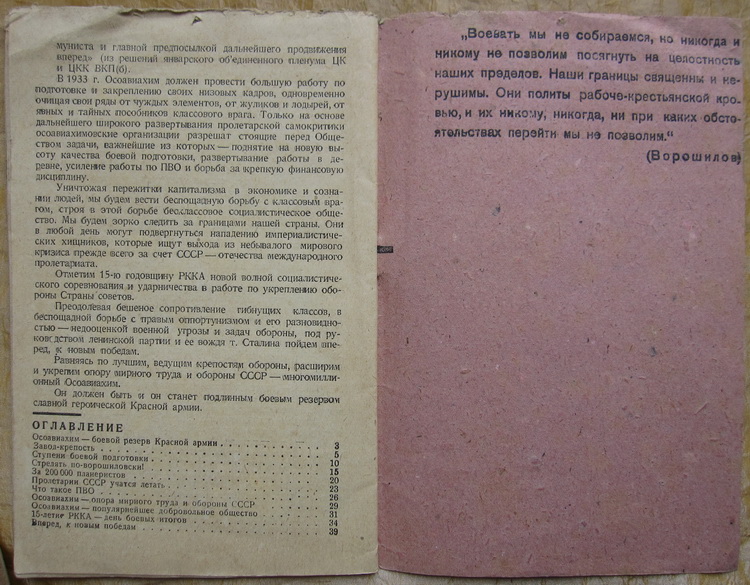 муниста и главной предпосылкой дальнейшего продвижения
вперед» (из решений январского об'единенного пленума ЦК
и ЦКК ВКП(б).
В 1933 г. Осоавиахим должен провести большую работу по
подготовке и закреплению своих низовых кадров, одновременно
очищая свои ряды от чуждых элементов, от жуликов и лодырей, от
явных и тайных пособников классового врага. Только на основе
дальнейшего широкого развертывания пролетарской самокритики
осоавиахимовские организации разрешат стоящие перед Обще-
ством задачи, важнейшие из которых — поднятие на новую вы-
соту качества боевой подготовки, развертывание работы в де-
ревне, усиление работы по ПВО и борьба за крепкую финансовую
дисциплину.
Уничтожая пережитки капитализма в экономике и созна-
нии людей, мы будем вести беспощадную борьбу с классовым вра-
гом, строя в этой борьбе бесклассовое социалистическое обще-
ство. Мы будем зорко следить за границами нашей страны. Они
в любой день могут подвергнуться нападению империалистиче-
ских хищников, которые ищут выхода из небывалого мирового
кризиса прежде всего за счет СССР — отечества международного
пролетариата.
Отметим 15-ю годовщину РККА новой волной социалистиче-
ского соревнования и ударничества в работе по укреплению обо-
роны Страны советов.
Преодолевая бешеное сопротивление гибнущих классов, в
беспощадной борьбе с правым оппортунизмом и его разновидно-
стью — недооценкой военной угрозы и задач обороны, под ру-
ководством ленинской партии и ее вождя т. Сталина пойдем впе-
ред, к новым победам.
Равняясь по лучшим, ведущим крепостям обороны, расширим
и укрепим опору мирного труда и обороны СССР — многомилли-
онный Осоавиахим.
Он должен быть и он станет подлинным боевым резервом
славной героической Красной армии.
ОГЛАВЛЕНИЕ
Осоавиахим — боевой резерв Красной армии . . . 3
Завод-крепость . . . 5
Ступени боевой подготовки . . . 10
Стрелять по-ворошиловски! . . . 15
За 200 000 планеристов . . . 20
Пролетарии СССР учатся летать . . . 23
Что такое ПВО . . . 26
Осоавиахим — опора мирного труда и обороны СССР . . . 29
Осоавиахим — популярнейшее добровольное общество . . . 31
15-летие РККА — день боевых итогов . . . 34
Вперед, к новым победам . . . 39
„Воевать мы не собираемся, но никогда и
никому не позволим посягнуть на целостность
наших пределов. Наши границы священны и не-
рушимы. Они политы рабоче-крестьянской кро-
вью, и их никому, никогда, ни при каких обсто-
ятельствах перейти мы не позволим.“
(Ворошилов)